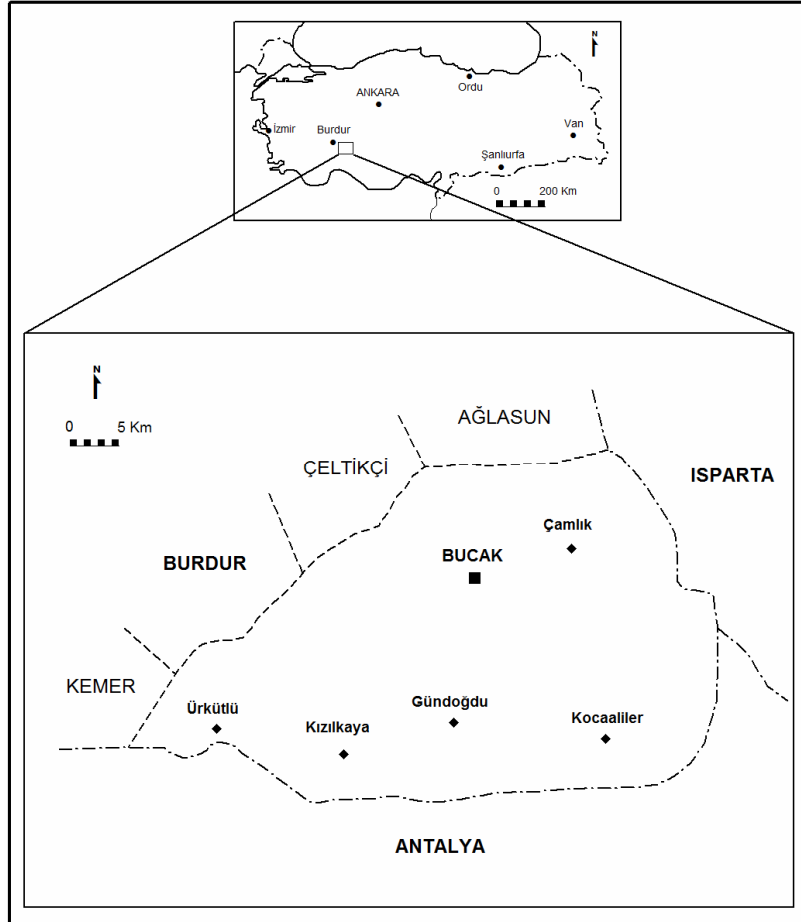 N
Ordu
ANKARA
İzmir
Burdur
Van
Şanlıurfa
0 200 Km
N
0 5 Km
AĞLASUN
ÇELTİKÇİ
ISPARTA
Çamlık
BUCAK
BURDUR
KEMER
Ürkütlü
Gündoğdu
Kızılkaya
Kocaaliler
ANTALYA